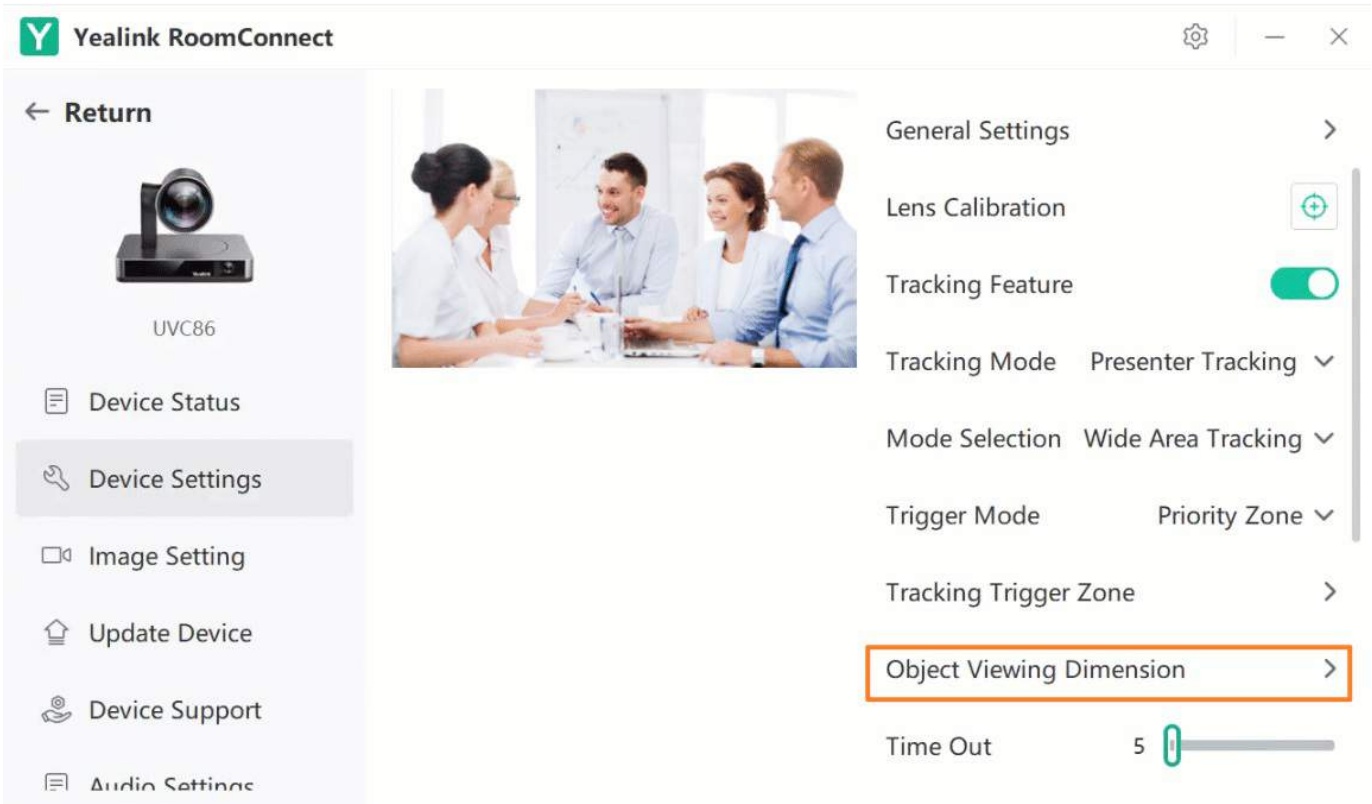 Yealink RoomConnect
Return
UVC86
Device Status
Device Settings
Image Setting
Update Device
Device Support
Audio Settings
General Settings
Lens Calibration
Tracking Feature
Tracking Mode Presenter Tracking
Mode Selection Wide Area Tracking
Trigger Mode Priority Zone
Tracking Trigger Zone
Object Viewing Dimension
Time Out 5